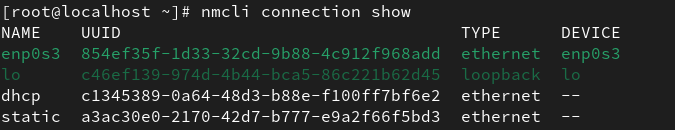 [root@localhost ~]# nmcli connection show
NAME    UUID                                  TYPE      DEVICE
enp0s3  854ef35f-1d33-32cd-9b88-4c912f968add  ethernet  enp0s3
lo      c46ef139-974d-4b44-bca5-86c221b62d45  loopback  lo
dhcp    c1345389-0a64-48d3-b88e-f100ff7bf6e2  ethernet  --
static  a3ac30e0-2170-42d7-b777-e9a2f66f5bd3  ethernet  --